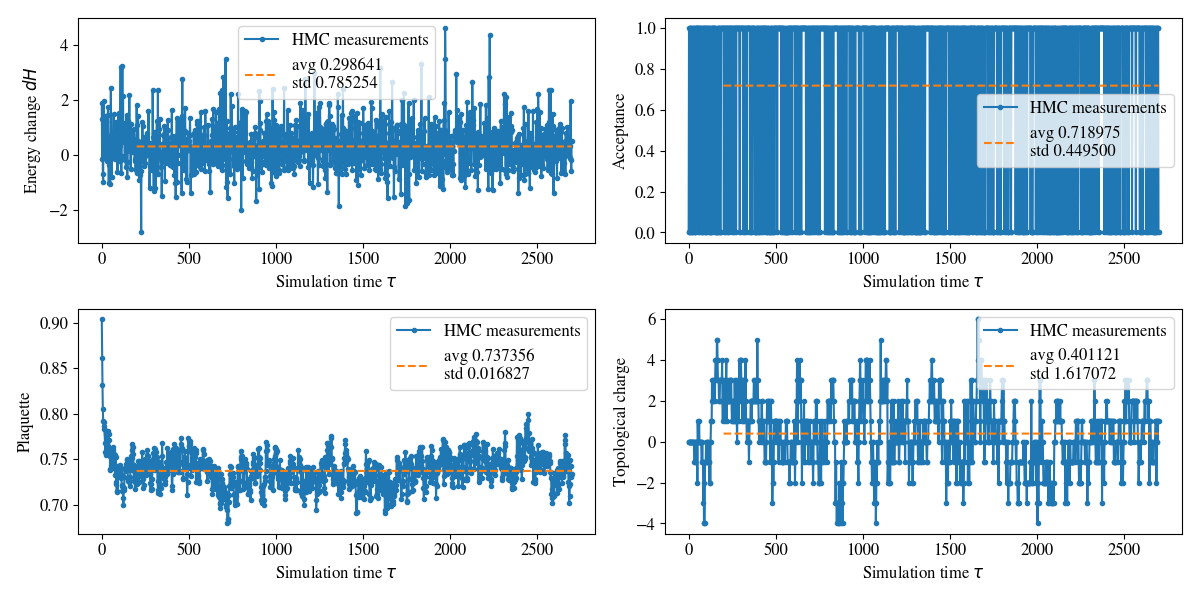 4
2
0
−2
Energy change dH
HMC measurements
avg 0.298641
std 0.785254
0
500
1000
1500
2000
2500
Simulation time τ
1.0
0.8
0.6
0.4
0.2
0.0
Acceptance
HMC measurements
avg 0.718975
std 0.449500
0
500
1000
1500
2000
2500
Simulation time τ
0.90
0.85
0.80
0.75
0.70
Plaquette
HMC measurements
avg 0.737356
std 0.016827
0
500
1000
1500
2000
2500
Simulation time τ
6
4
2
0
−2
−4
Topological charge
HMC measurements
avg 0.401121
std 1.617072
0
500
1000
1500
2000
2500
Simulation time τ